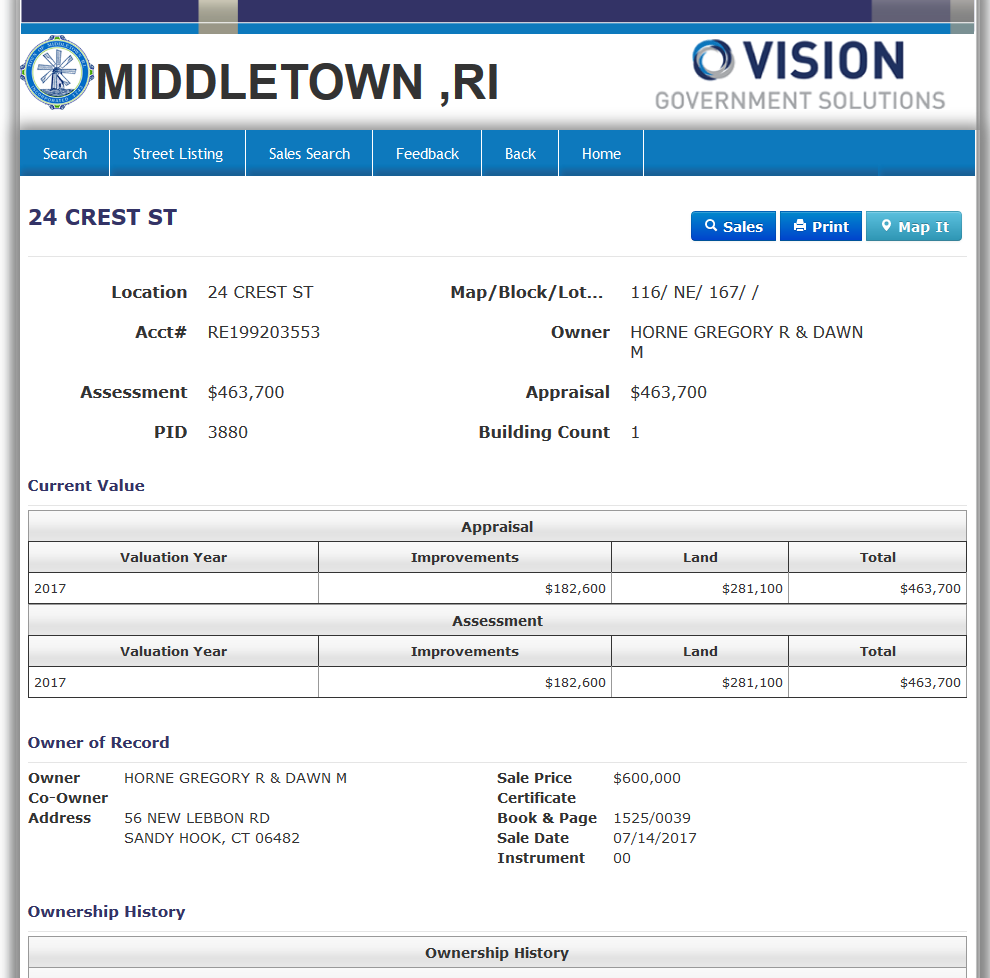 MIDDLETOWN ,RI
VISION
GOVERNMENT SOLUTIONS
Search Street Listing Sales Search Feedback Back Home
24 CREST ST
Sales Print Map It
Location 24 CREST ST Map/Block/Lot... 116/ NE/ 167/ /
Acct# RE199203553 Owner HORNE GREGORY R & DAWN
M
Assessment $463,700 Appraisal $463,700
PID 3880 Building Count 1
Current Value
Appraisal
Valuation Year Improvements Land Total
2017 $182,600 $281,100 $463,700
Assessment
Valuation Year Improvements Land Total
2017 $182,600 $281,100 $463,700
Owner of Record
Owner HORNE GREGORY R & DAWN M Sale Price $600,000
Co-Owner Certificate
Address 56 NEW LEBBON RD Book & Page 1525/0039
SANDY HOOK, CT 06482 Sale Date 07/14/2017
Instrument 00
Ownership History
Ownership History